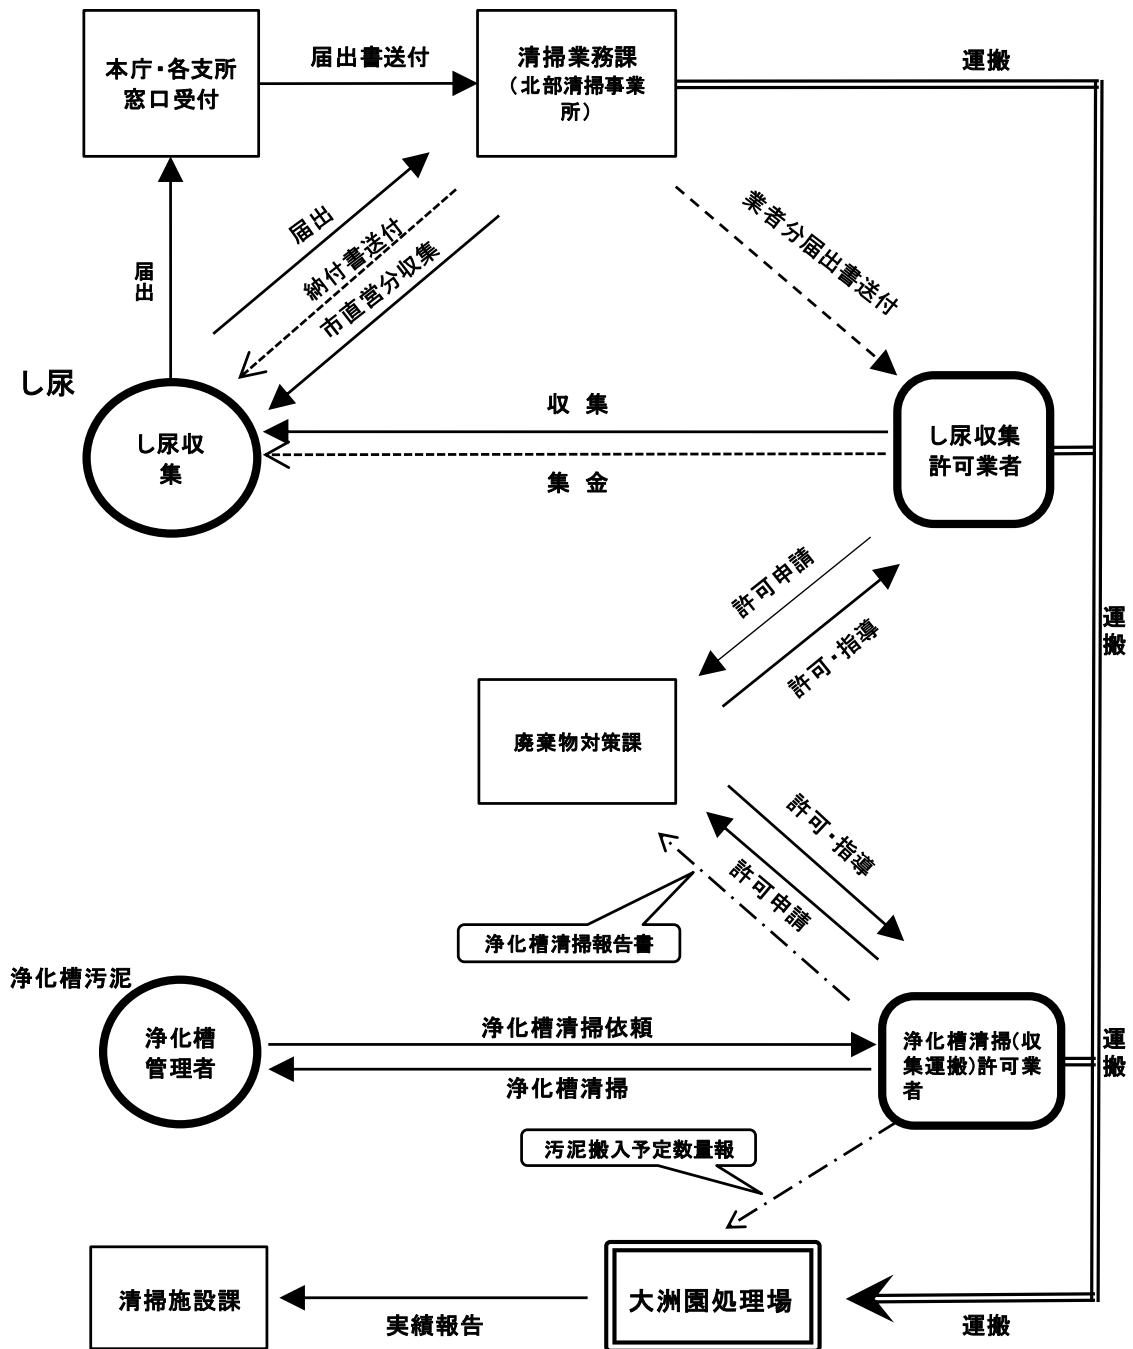 本庁・各支所
窓口受付
届出書送付
清掃業務課
（北部清掃事業
所）
運搬
届出
届出
納付書送付
市直営分収集
業者分届出書送付
し尿
し尿収
集
収 集
集 金
し尿収集
許可業者
許可申請
許可・指導
運
搬
廃棄物対策課
許可・指導
許可申請
浄化槽清掃報告書
浄化槽汚泥
浄化槽
管理者
浄化槽清掃依頼
浄化槽清掃
浄化槽清掃（収
集運搬）許可業
者
運
搬
汚泥搬入予定数量報
清掃施設課
実績報告
大洲園処理場
運搬